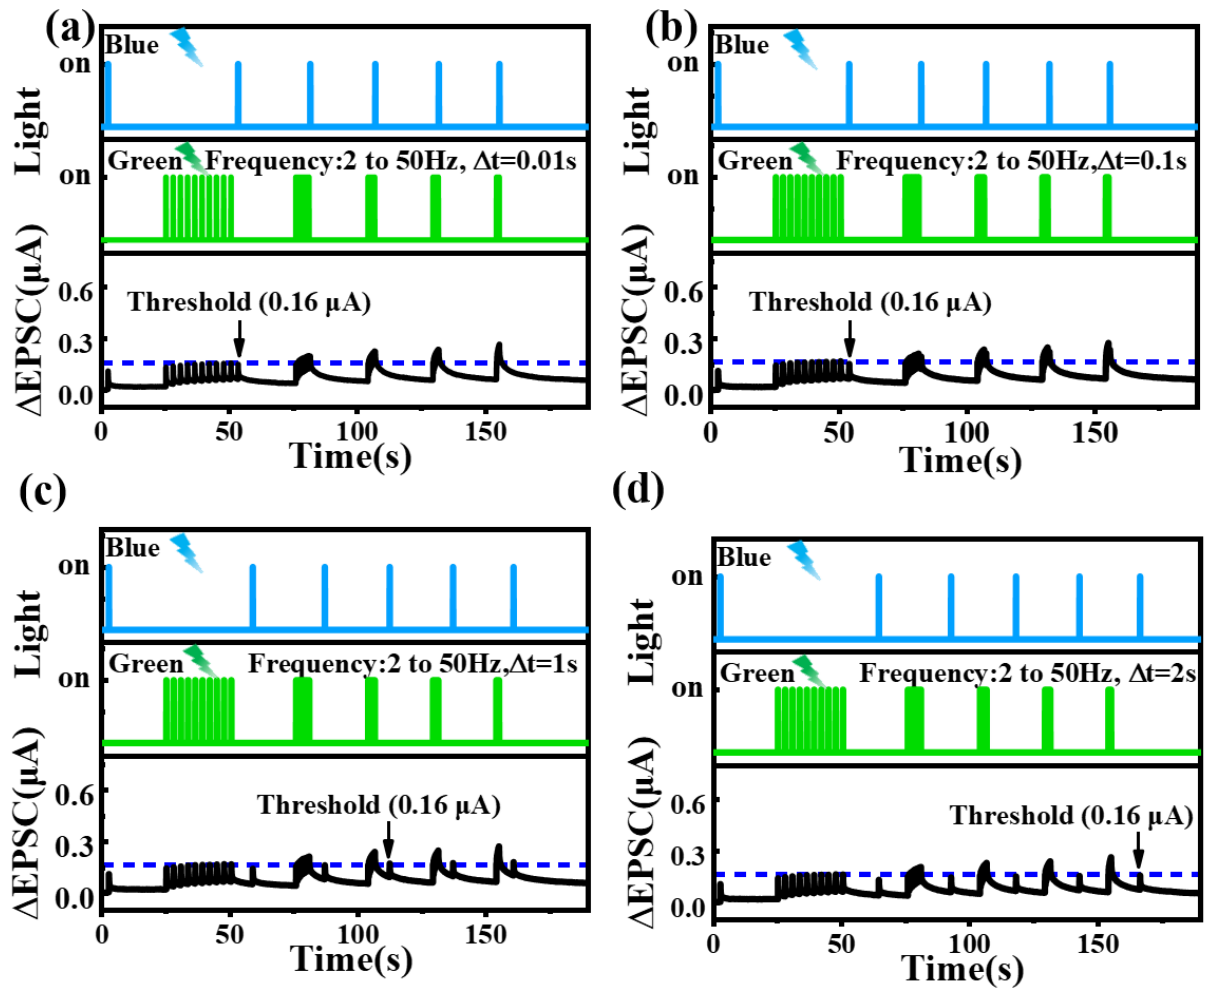 (a)
Blue
on
Light
Green Frequency:2 to 50Hz, Δt=0.01s
on
ΔEPSC(μA)
0.6
Threshold (0.16 μA)
0.3
0.0
0 50 100 150
Time(s)
(b)
Blue
on
Light
Green Frequency:2 to 50Hz,Δt=0.1s
on
ΔEPSC(μA)
0.6
Threshold (0.16 μA)
0.3
0.0
0 50 100 150
Time(s)
(c)
Blue
on
Light
Green Frequency:2 to 50Hz,Δt=1s
on
ΔEPSC(μA)
0.6
Threshold (0.16 μA)
0.3
0.0
0 50 100 150
Time(s)
(d)
Blue
on
Light
Green Frequency:2 to 50Hz, Δt=2s
on
ΔEPSC(μA)
0.6
Threshold (0.16 μA)
0.3
0.0
0 50 100 150
Time(s)